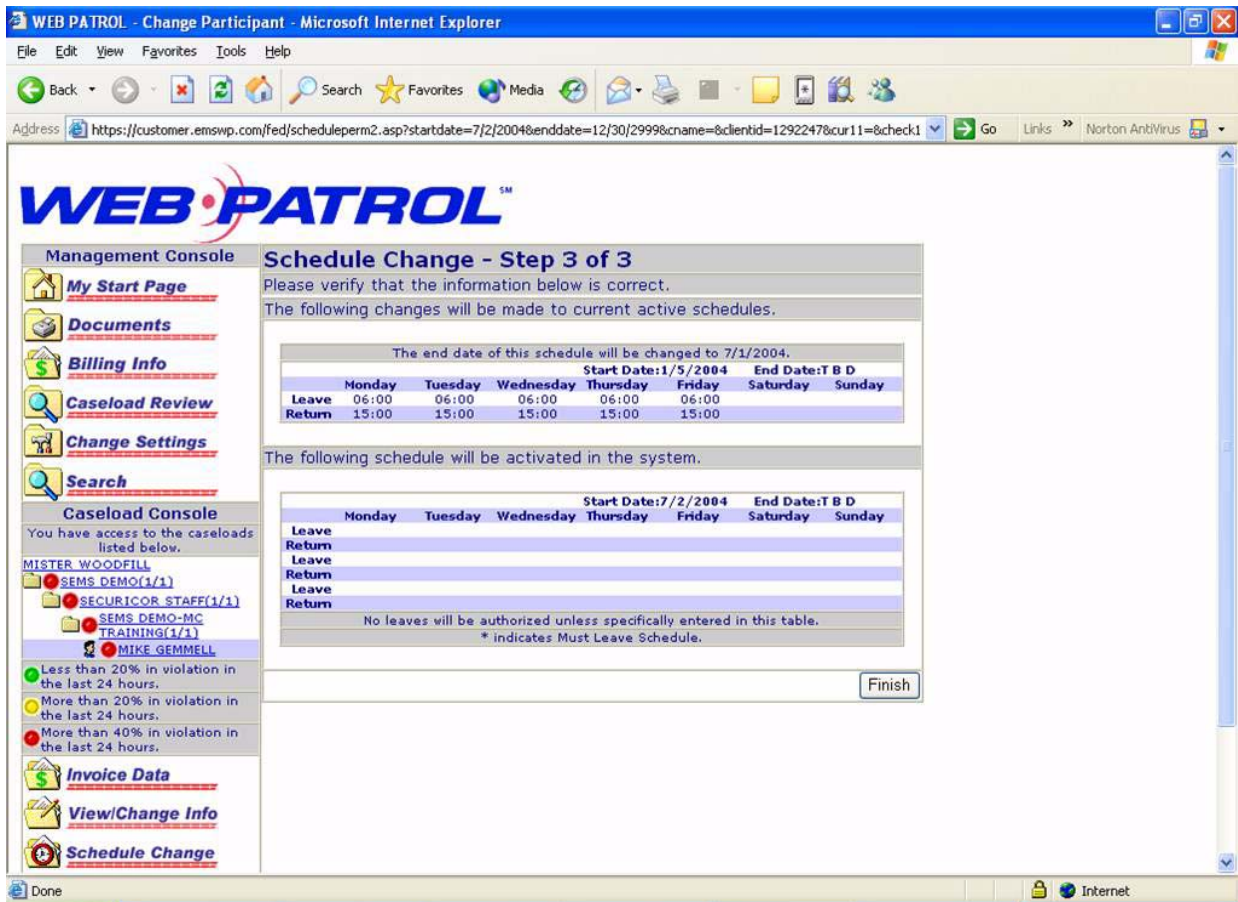 WEB PATROL - Change Participant - Microsoft Internet Explorer
File Edit View Favorites Tools Help
Back Search Favorites Media
Address https://customer.emswp.com/fed/scheduleperm2.asp?startdate=7/2/2004&enddate=12/30/2999&cname=&clientid=1292247&cur11=&check1 Go Links » Norton AntiVirus
WEB PATROL SM
Management Console
My Start Page
Documents
Billing Info
Caseload Review
Change Settings
Search
Caseload Console
You have access to the caseloads
listed below.
MISTER WOODFILL
SEMS DEMO(1/1)
SECURICOR STAFF(1/1)
SEMS DEMO-MC
TRAINING(1/1)
MIKE GEMMELL
Less than 20% in violation in
the last 24 hours.
More than 20% in violation in
the last 24 hours.
More than 40% in violation in
the last 24 hours.
Invoice Data
View/Change Info
Schedule Change
Schedule Change - Step 3 of 3
Please verify that the information below is correct.
The following changes will be made to current active schedules.
The end date of this schedule will be changed to 7/1/2004.
Start Date:1/5/2004 End Date:T B D
Monday Tuesday Wednesday Thursday Friday Saturday Sunday
Leave 06:00 06:00 06:00 06:00 06:00
Return 15:00 15:00 15:00 15:00 15:00
The following schedule will be activated in the system.
Start Date:7/2/2004 End Date:T B D
Monday Tuesday Wednesday Thursday Friday Saturday Sunday
Leave
Return
Leave
Return
Leave
Return
No leaves will be authorized unless specifically entered in this table.
* indicates Must Leave Schedule.
Finish
Done Internet